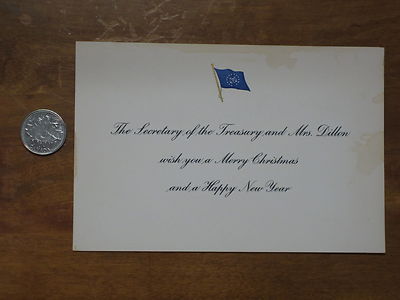 The Secretary of the Treasury and Mrs. Dillon
wish you a Merry Christmas
and a Happy New Year